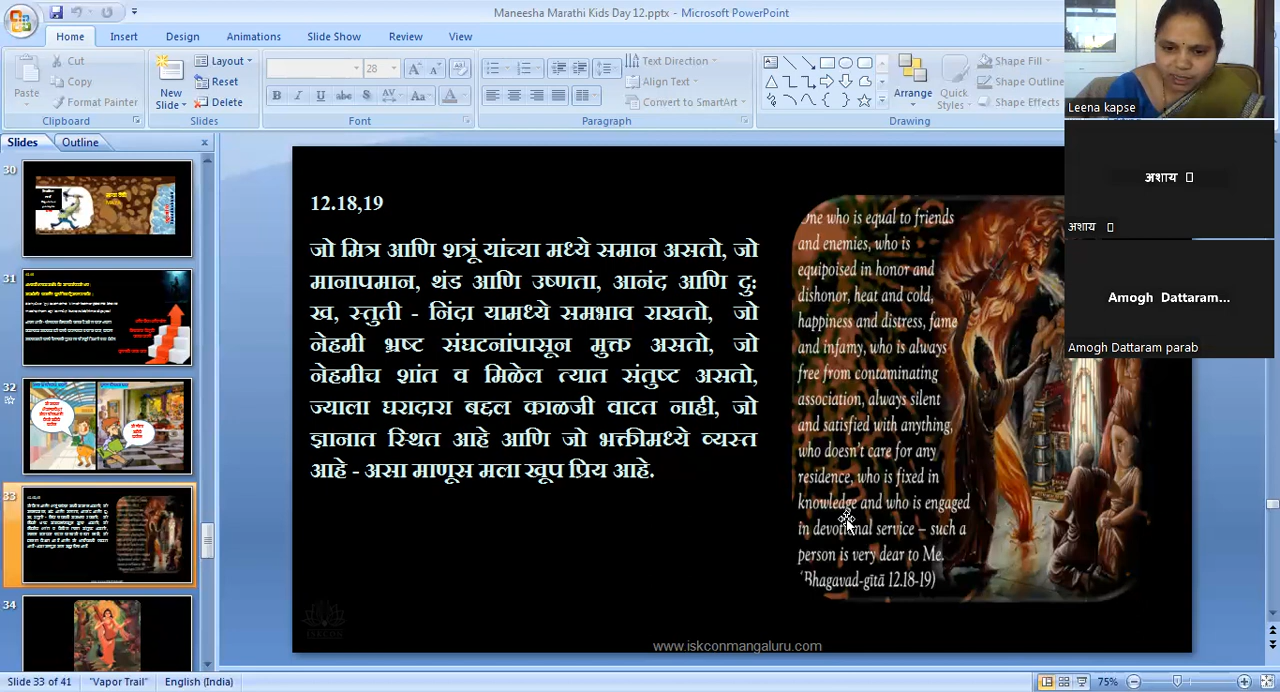 Maneesha Marathi Kids Day 12.pptx - Microsoft PowerPoint
Home Insert Design Animations Slide Show Review View
Paste
Cut
Copy
Format Painter
Clipboard
New Slide
Layout
Reset
Delete
Slides
28
B I U abc S AV Aa A
Font
Text Direction
Align Text
Convert to SmartArt
Paragraph
Arrange
Quick Styles
Shape Fill
Shape Outline
Shape Effects
Drawing
Slides Outline
30
31
32
33
34
12.18,19
जो मित्र आणि शत्रूं यांच्या मध्ये समान असतो, जो
मानापमान, थंड आणि उष्णता, आनंद आणि दुः
ख, स्तुती - निंदा यामध्ये समभाव राखतो, जो
नेहमी भ्रष्ट संघटनांपासून मुक्त असतो, जो
नेहमीच शांत व मिळेल त्यात संतुष्ट असतो,
ज्याला घरादारा बद्दल काळजी वाटत नाही, जो
ज्ञानात स्थित आहे आणि जो भक्तीमध्ये व्यस्त
आहे - असा माणूस मला खूप प्रिय आहे.
One who is equal to friends
and enemies, who is
equipoised in honor and
dishonor, heat and cold,
happiness and distress, fame
and infamy, who is always
free from contaminating
association, always silent
and satisfied with anything,
who doesn't care for any
residence, who is fixed in
knowledge and who is engaged
in devotional service – such a
person is very dear to Me.
(Bhagavad-gītā 12.18-19)
ISKCON
www.iskconmangaluru.com
Leena kapse
अशाय
अशाय
Amogh Dattaram...
Amogh Dattaram parab
Slide 33 of 41 "Vapor Trail" English (India) 75%